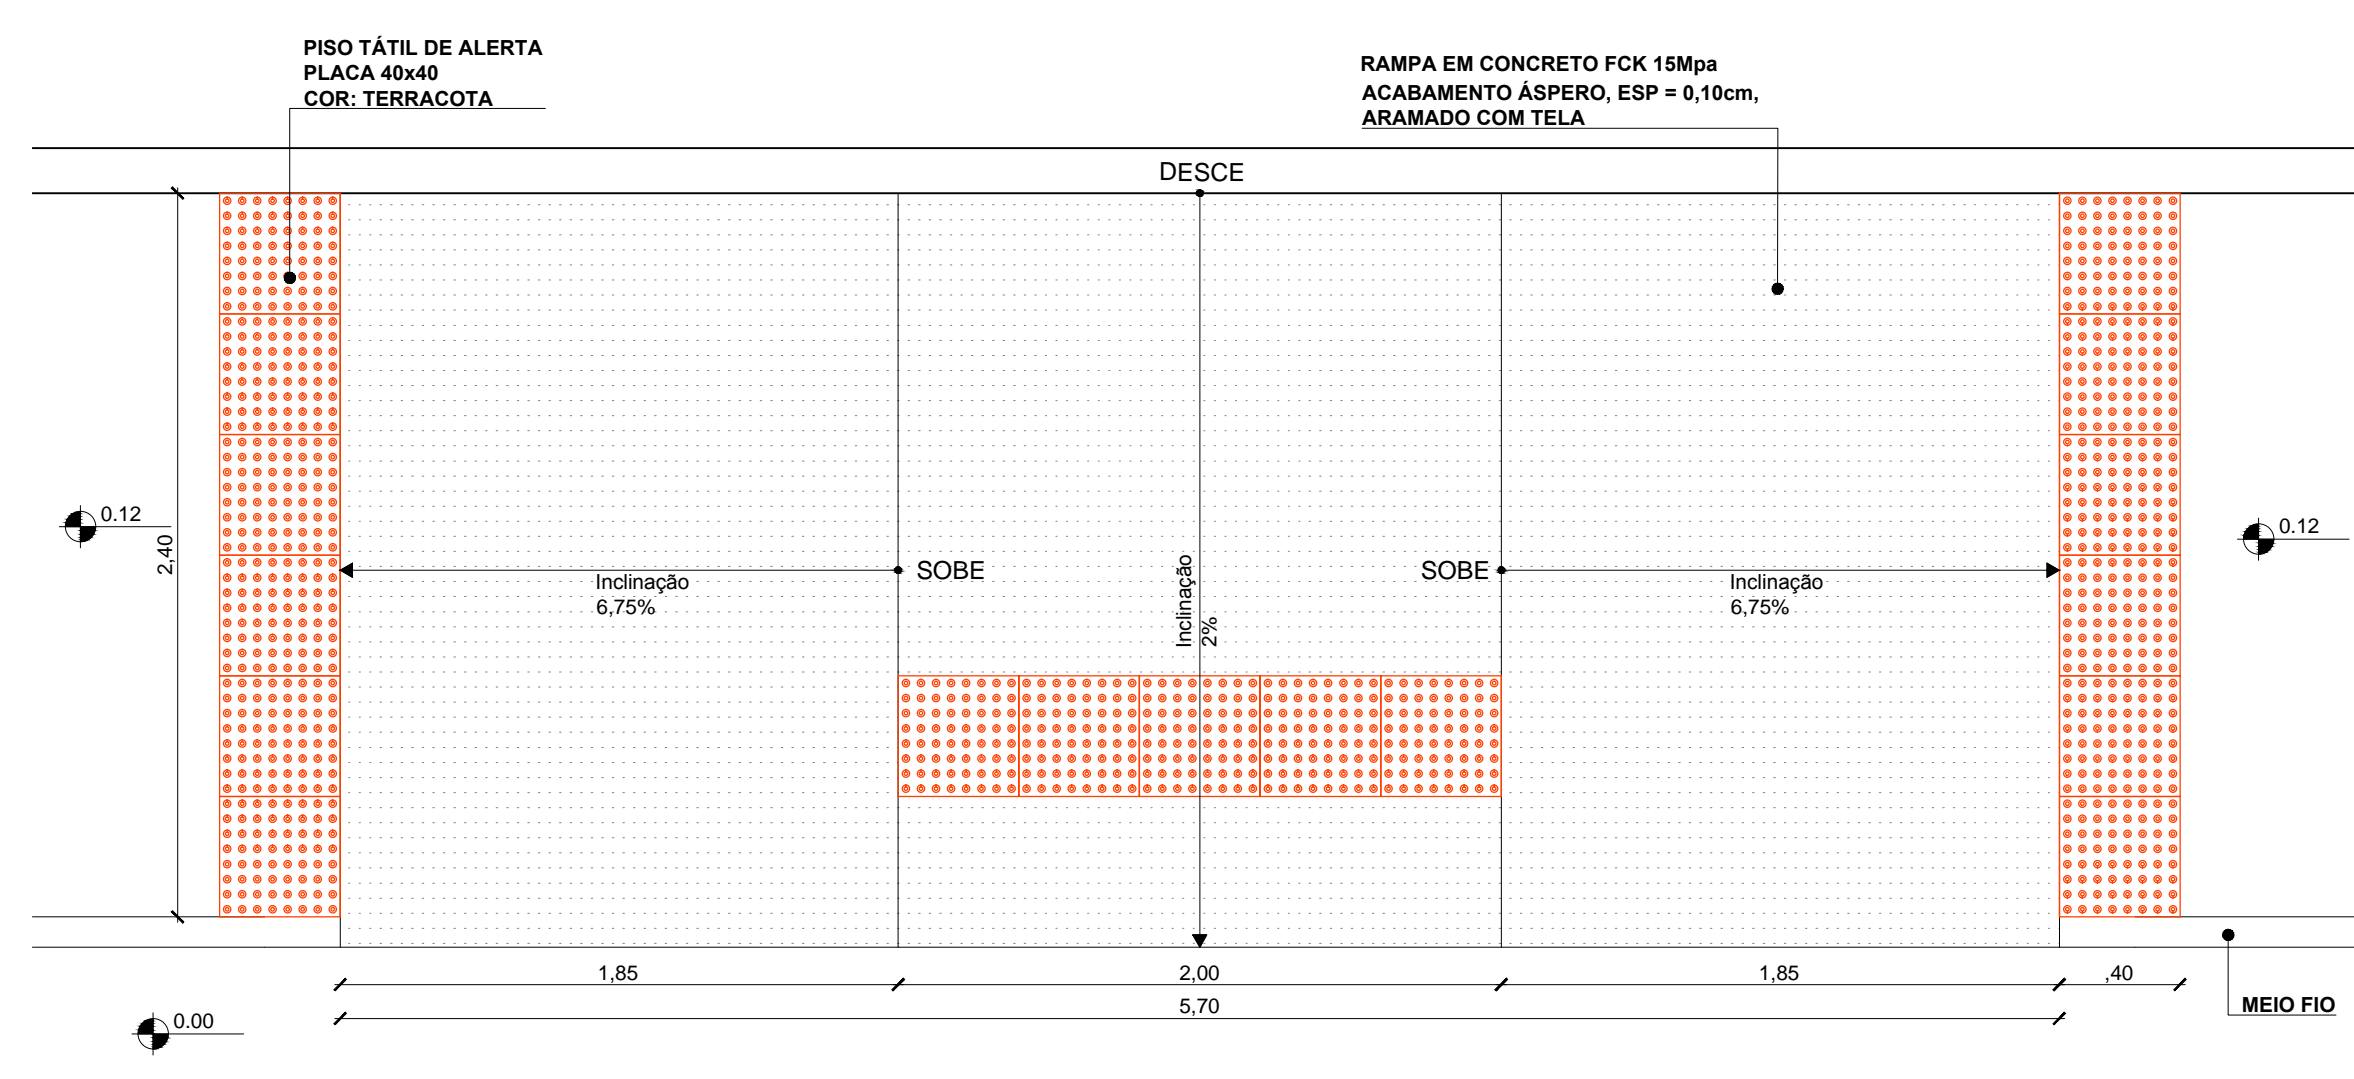 PISO TÁTIL DE ALERTA
PLACA 40x40
COR: TERRACOTA
RAMPA EM CONCRETO FCK 15Mpa
ACABAMENTO ÁSPERO, ESP = 0,10cm,
ARAMADO COM TELA
DESCE
0.12
2,40
SOBE
Inclinação
6,75%
Inclinação
2%
SOBE
Inclinação
6,75%
0.12
1,85
2,00
1,85
,40
5,70
MEIO FIO
0.00